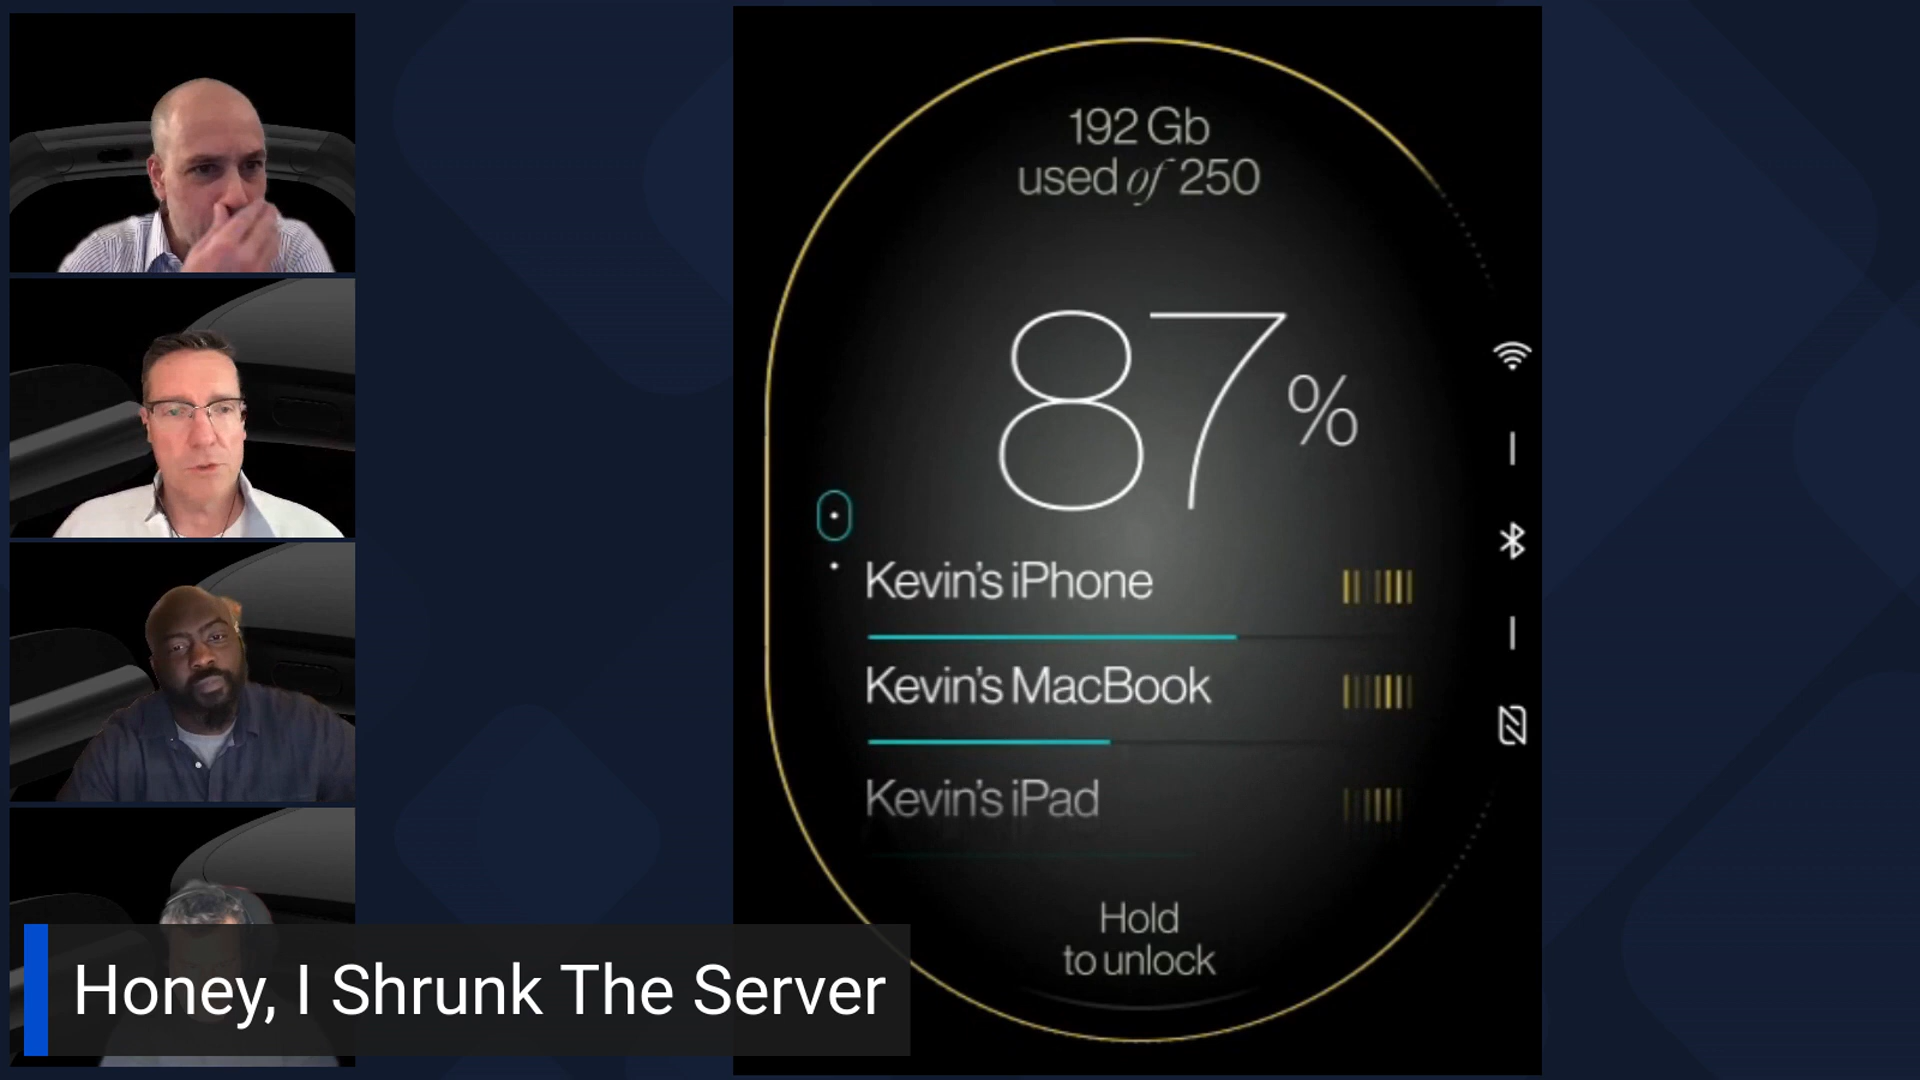 192 Gb
used of 250
87%
Kevin's iPhone
Kevin's MacBook
Kevin's iPad
Hold
to unlock
Honey, I Shrunk The Server